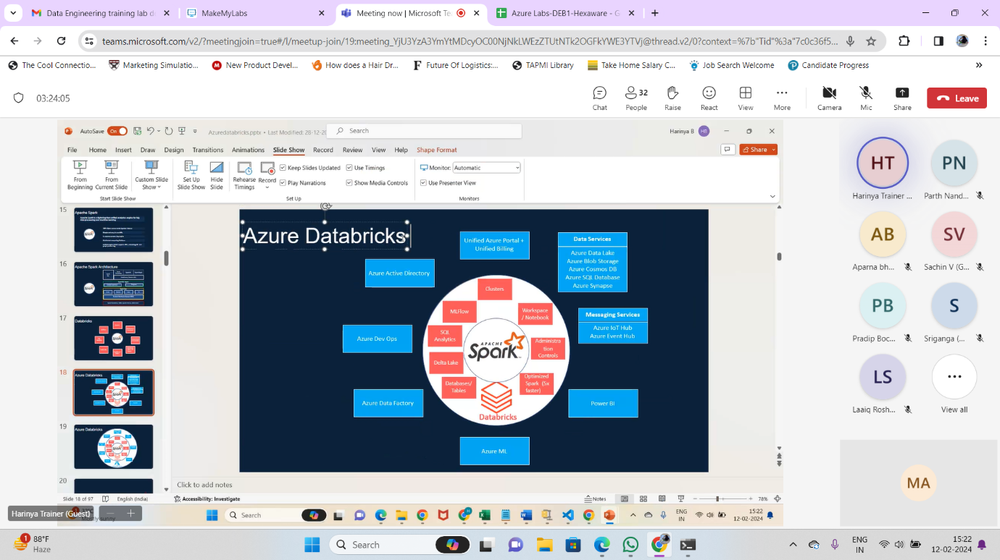 Data Engineering training lab d
MakeMyLabs
Meeting now | Microsoft Te
Azure Labs-DEB1-Hexaware - G
teams.microsoft.com/v2/?meetingjoin=true#/l/meetup-join/19:meeting_YjU3YzA3YmYtMDcyOC00NjNkLWEzZTUtNTk2OGFkYWE3YTVj@thread.v2/0?context=%7b"Tid"%3a"7c0c36f5...
The Cool Connectio...
Marketing Simulatio...
New Product Devel...
How does a Hair Dr...
Future Of Logistics:...
TAPMI Library
Take Home Salary C...
Job Search Welcome
Candidate Progress
03:24:05
Chat
32
People
Raise
React
View
More
Camera
Mic
Share
Leave
AutoSave
On
Azuredatabricks.pptx • Last Modified: 28-12-20
Search
Harinya B
HB
File
Home
Insert
Draw
Design
Transitions
Animations
Slide Show
Record
Review
View
Help
Shape Format
Share
From
Beginning
From
Current Slide
Custom Slide
Show
Start Slide Show
Set Up
Slide Show
Hide
Slide
Rehearse
Timings
Record
Keep Slides Updated
Use Timings
Play Narrations
Show Media Controls
Set Up
Monitor:
Automatic
Use Presenter View
Monitors
15
Apache Spark
16
Apache Spark Architecture
17
Databricks
18
Azure Databricks
19
Azure Databricks
20
Azure Databricks
Unified Azure Portal +
Unified Billing
Data Services
Azure Data Lake
Azure Blob Storage
Azure Cosmos DB
Azure SQL Database
Azure Synapse
Azure Active Directory
Clusters
MLFlow
Workspace
/ Notebook
Messaging Services
Azure IoT Hub
Azure Event Hub
SQL
Analytics
Azure Dev Ops
APACHE
Spark
Administra
tion
Controls
Delta Lake
Databases/
Tables
Optimized
Spark (5x
faster)
Azure Data Factory
Power BI
Databricks
Azure ML
Click to add notes
Slide 18 of 97
English (India)
Accessibility: Investigate
Notes
78%
Harinya Trainer (Guest)
Search
ENG
IN
15:22
12-02-2024
HT
Harinya Trainer ...
PN
Parth Nand...
AB
Aparna bh...
SV
Sachin V (G...
PB
Pradip Boc...
S
Sriganga (...
LS
Laaiq Rosh...
View all
MA
1
88°F
Haze
Search
ENG
IN
15:22
12-02-2024